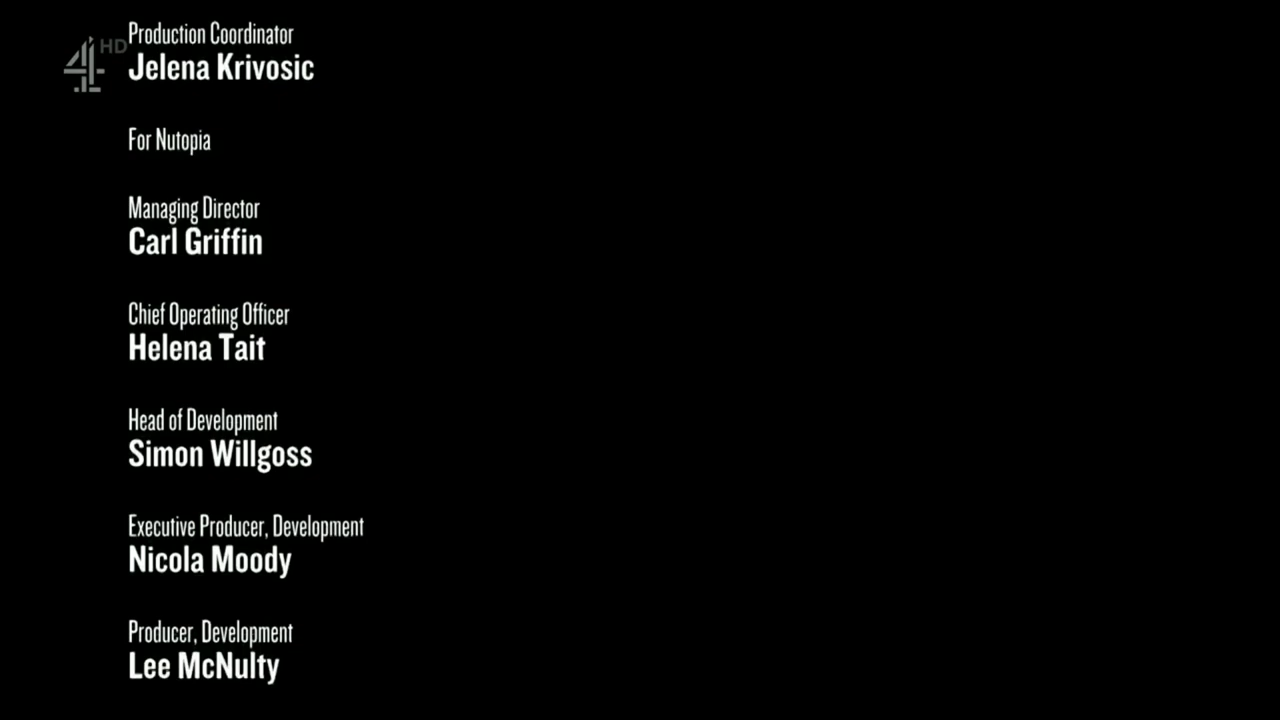 HD
Production Coordinator
Jelena Krivosic
For Nutopia
Managing Director
Carl Griffin
Chief Operating Officer
Helena Tait
Head of Development
Simon Willgoss
Executive Producer, Development
Nicola Moody
Producer, Development
Lee McNulty